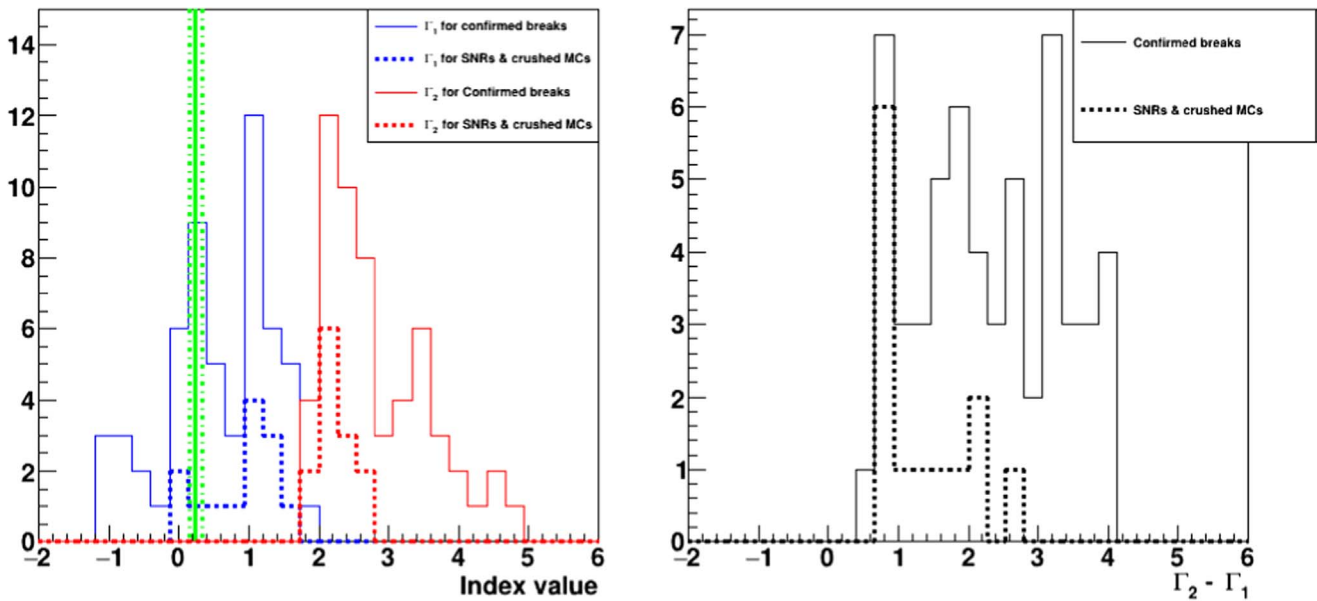 14
12
10
8
6
4
2
0
−2 −1 0 1 2 3 4 5 6
Index value
Γ₁ for confirmed breaks
Γ₁ for SNRs & crushed MCs
Γ₂ for Confirmed breaks
Γ₂ for SNRs & crushed MCs
7
6
5
4
3
2
1
0
−2 −1 0 1 2 3 4 5 6
Γ₂ - Γ₁
Confirmed breaks
SNRs & crushed MCs